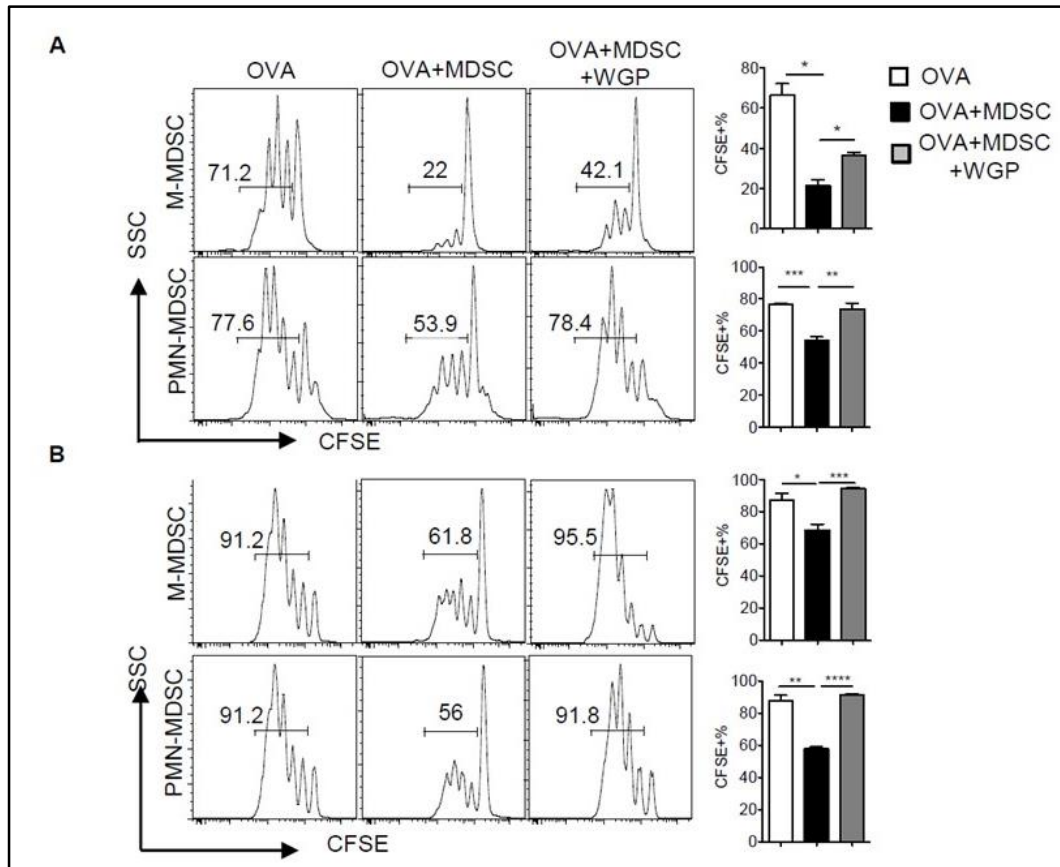 A
OVA
OVA+MDSC
OVA+MDSC
+WGP
M-MDSC
71.2
22
42.1
PMN-MDSC
77.6
53.9
78.4
SSC
CFSE
CFSE+%
80
60
40
20
0
*
*
CFSE+%
100
80
60
40
20
0
***
**
OVA
OVA+MDSC
OVA+MDSC
+WGP
B
M-MDSC
91.2
61.8
95.5
PMN-MDSC
91.2
56
91.8
SSC
CFSE
CFSE+%
100
80
60
40
20
0
*
***
CFSE+%
100
80
60
40
20
0
**
****